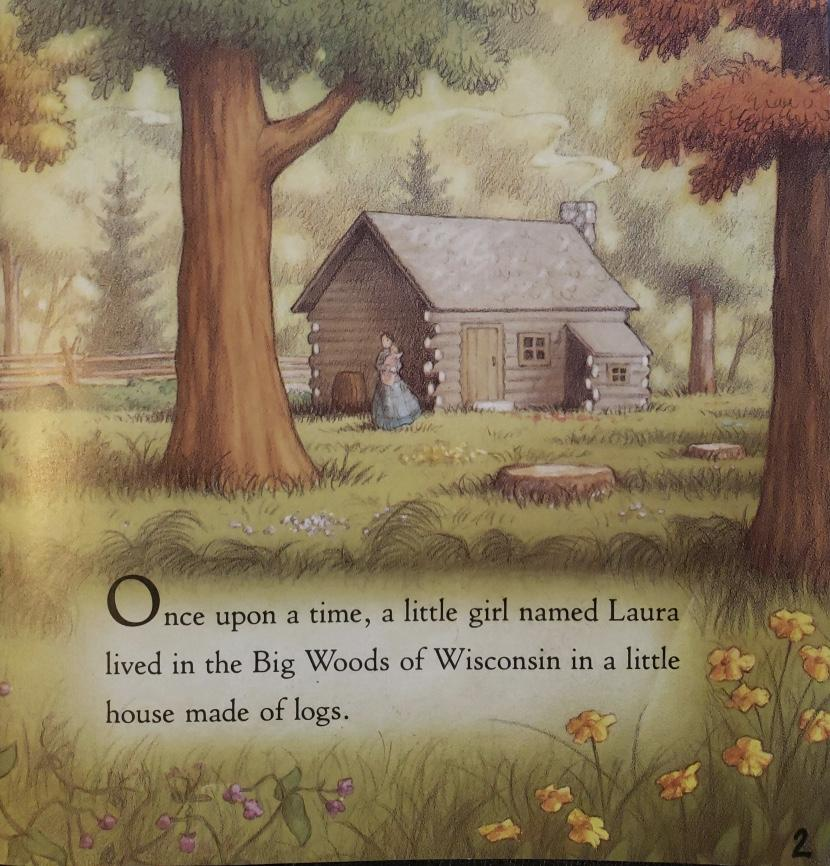 Once upon a time, a little girl named Laura
lived in the Big Woods of Wisconsin in a little
house made of logs.
2